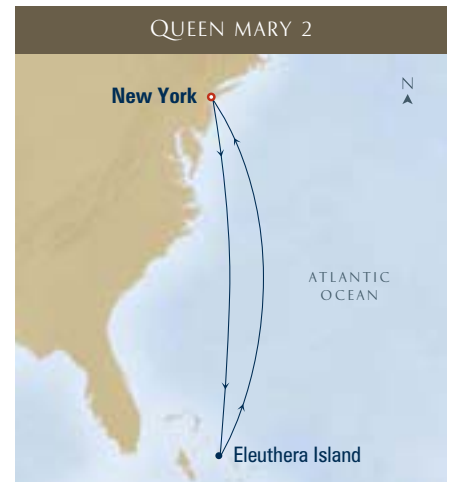 QUEEN MARY 2
New York
N
ATLANTIC
OCEAN
Eleuthera Island